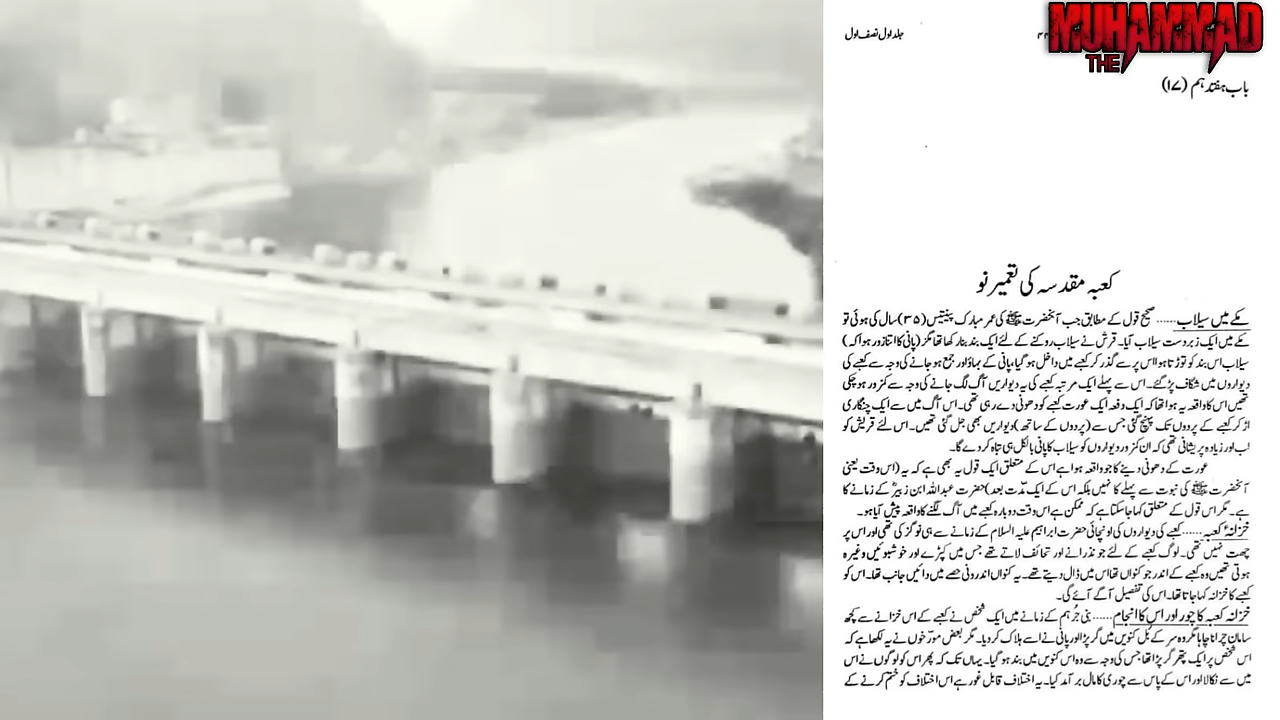 MUHAMMAD
THE
جلد اول نصف اول
باب ہفتدہم (۱۷)
کعبہ مقدسہ کی تعمیر نو
مکے میں سیلاب...... صحیح قول کے مطابق جب آنحضرت ﷺ کی عمر مبارک پینتیس (۳۵) سال کی ہوئی تو
مکے میں ایک زبردست سیلاب آیا۔ قرش نے سیلاب روکنے کے لئے ایک بند بنا رکھا تھا مگر (پانی کا اتنا زور ہوا کہ)
سیلاب اس بند کو توڑتا ہوا اس پر سے گذر کر کعبے میں داخل ہو گیا، پانی کے بہاؤ اور جمع ہو جانے کی وجہ سے کعبے کی
دیواروں میں شگاف پڑ گئے۔ اس سے پہلے ایک مرتبہ کعبے کی یہ دیواریں آگ لگ جانے کی وجہ سے کمزور ہو چکی
تھیں اس کا واقعہ یہ ہوا تھا کہ ایک دفعہ ایک عورت کعبے کو دھونی دے رہی تھی۔ اس آگ میں سے ایک چنگاری
اڑ کر کعبے کے پردوں تک پہنچ گئی جس سے (پردوں کے ساتھ) دیواریں بھی جل گئی تھیں۔ اس لئے قریش کو
اب اور زیادہ پریشانی تھی کہ ان کمزور دیواروں کو سیلاب کا پانی بالکل ہی تباہ کر دے گا۔
عورت کے دھونی دینے کا جو واقعہ ہوا ہے اس کے متعلق ایک قول یہ بھی ہے کہ یہ (اس وقت یعنی
آنحضرت ﷺ کی نبوت سے پہلے کا نہیں بلکہ اس کے ایک مدت بعد) حضرت عبداللہ ابن زبیرؓ کے زمانے کا
ہے۔ مگر اس قول کے متعلق کہا جا سکتا ہے کہ ممکن ہے اس وقت دوبارہ کعبے میں آگ لگنے کا واقعہ پیش آیا ہو۔
خزانۂ کعبہ...... کعبے کی دیواروں کی اونچائی حضرت ابراہیم علیہ السلام کے زمانے سے ہی نو گز کی تھی اور اس پر
چھت نہیں تھی۔ لوگ کعبے کے لئے جو نذرانے اور تحائف لاتے تھے جس میں کپڑے اور خوشبوئیں وغیرہ
ہوتی تھیں وہ کعبے کے اندر جو کنواں تھا اس میں ڈال دیتے تھے۔ یہ کنواں اندرونی حصے میں دائیں جانب تھا۔ اس کو
کعبے کا خزانہ کہا جاتا تھا۔ اس کی تفصیل آگے آئے گی۔
خزانہ کعبہ کا چور اور اس کا انجام...... بنی جُرہم کے زمانے میں ایک شخص نے کعبے کے اس خزانے سے کچھ
سامان چرانا چاہا مگر وہ سر کے بل کنویں میں گر پڑا اور پانی نے اسے ہلاک کر دیا۔ مگر بعض مورّخوں نے یہ لکھا ہے کہ
اس شخص پر ایک پتھر گر پڑا تھا جس کی وجہ سے وہ اس کنویں میں بند ہو گیا۔ یہاں تک کہ پھر اس کو لوگوں نے اس
میں سے نکالا اور اس کے پاس سے چوری کا مال بر آمد کیا۔ یہ اختلاف قابل غور ہے اس اختلاف کو ختم کرنے کے